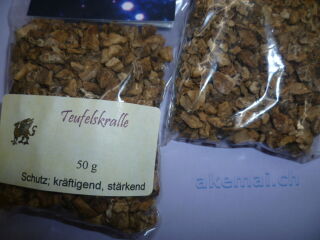 Teufelskralle
50 g
Schutz; kräftigend, stärkend
akemai.ch